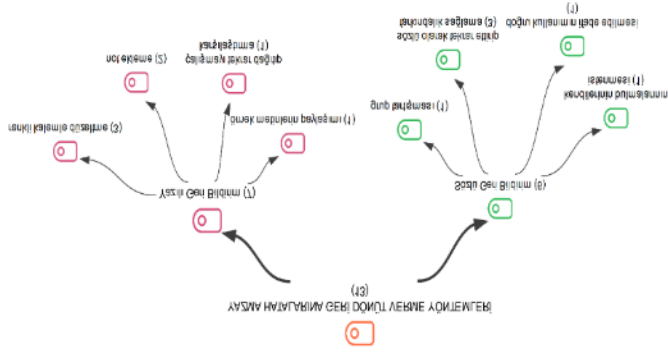 YAZMA HATALARINA GERİ DÖNÜT VERME YÖNTEMLERİ
(13)
Yazılı Geri Bildirim (7)
Sözlü Geri Bildirim (6)
renkli kalemle düzeltme (3)
not ekleme (2)
çalışmayı tekrar dağıtıp
karşılaştırma (1)
örnek metinlerin paylaşımı (1)
grup tartışması (1)
sözlü olarak tekrar ettirip
farkındalık sağlama (3)
doğru kullanımın ifade edilmesi
(1)
kendilerinin bulmalarının
istenmesi (1)